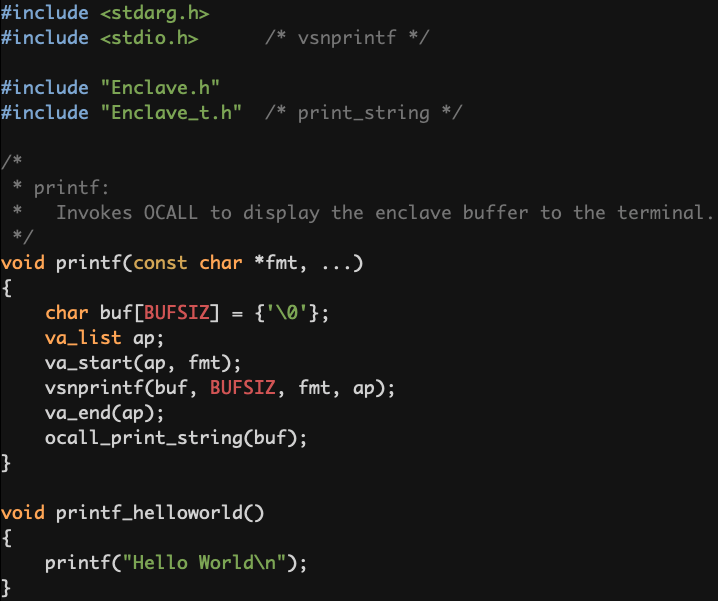 #include <stdarg.h>
#include <stdio.h>      /* vsnprintf */

#include "Enclave.h"
#include "Enclave_t.h"  /* print_string */

/*
 * printf:
 *   Invokes OCALL to display the enclave buffer to the terminal.
 */
void printf(const char *fmt, ...)
{
    char buf[BUFSIZ] = {'\0'};
    va_list ap;
    va_start(ap, fmt);
    vsnprintf(buf, BUFSIZ, fmt, ap);
    va_end(ap);
    ocall_print_string(buf);
}

void printf_helloworld()
{
    printf("Hello World\n");
}